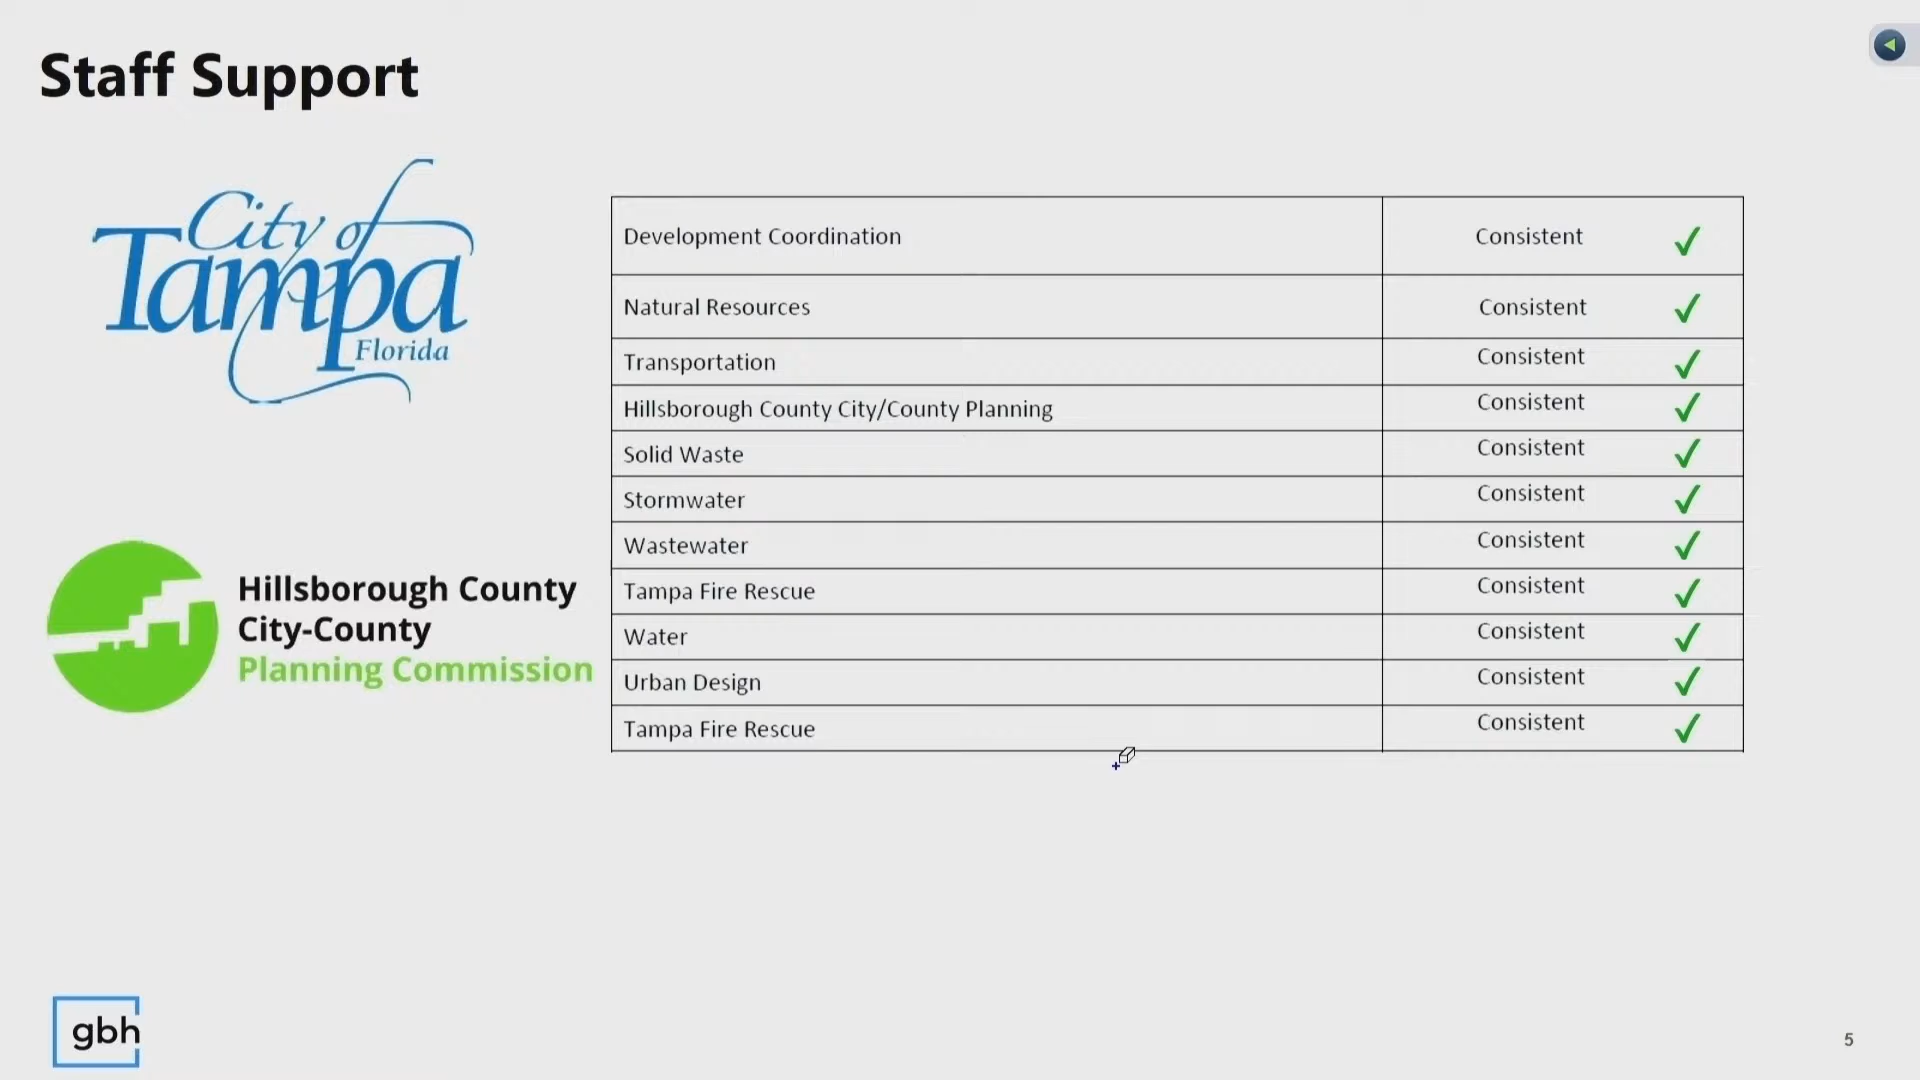 Staff Support
City of
Tampa
Florida
Hillsborough County
City-County
Planning Commission
Development Coordination Consistent ✓
Natural Resources Consistent ✓
Transportation Consistent ✓
Hillsborough County City/County Planning Consistent ✓
Solid Waste Consistent ✓
Stormwater Consistent ✓
Wastewater Consistent ✓
Tampa Fire Rescue Consistent ✓
Water Consistent ✓
Urban Design Consistent ✓
Tampa Fire Rescue Consistent ✓
gbh
5